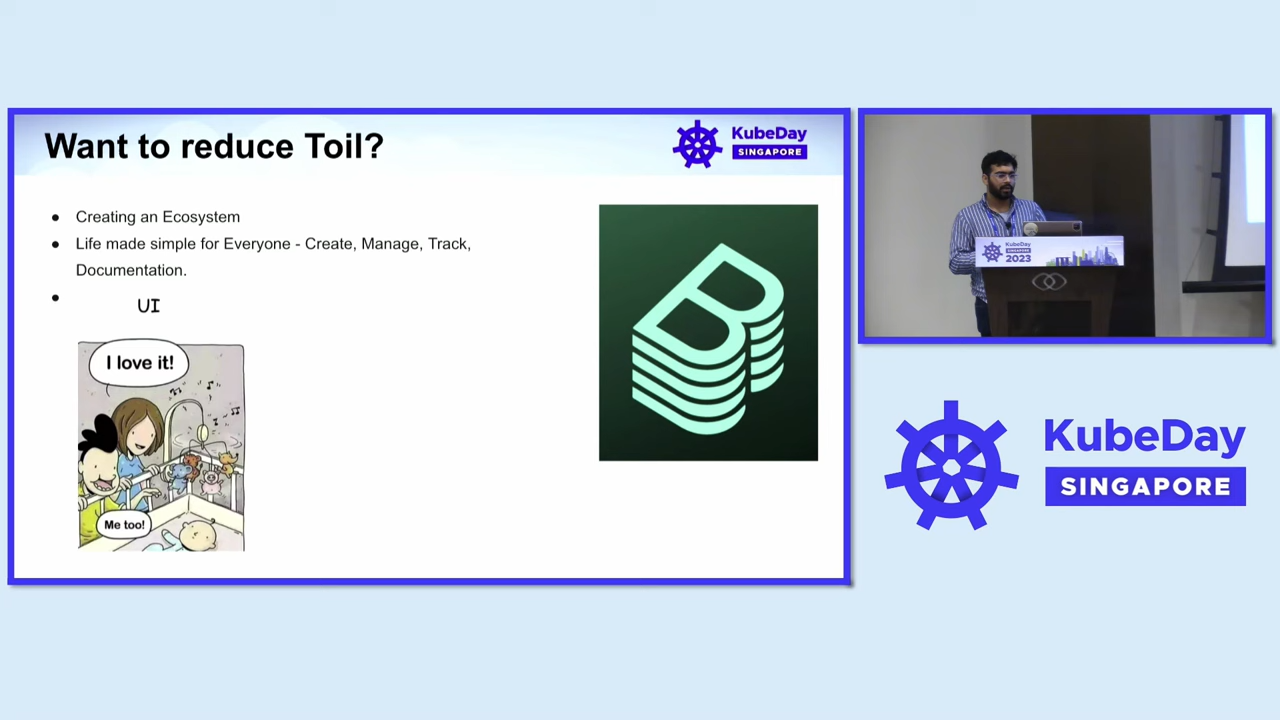 Want to reduce Toil?
KubeDay
SINGAPORE
● Creating an Ecosystem
● Life made simple for Everyone - Create, Manage, Track,
Documentation.
●
UI
I love it!
Me too!
KubeDay
SINGAPORE
2023
KubeDay
SINGAPORE